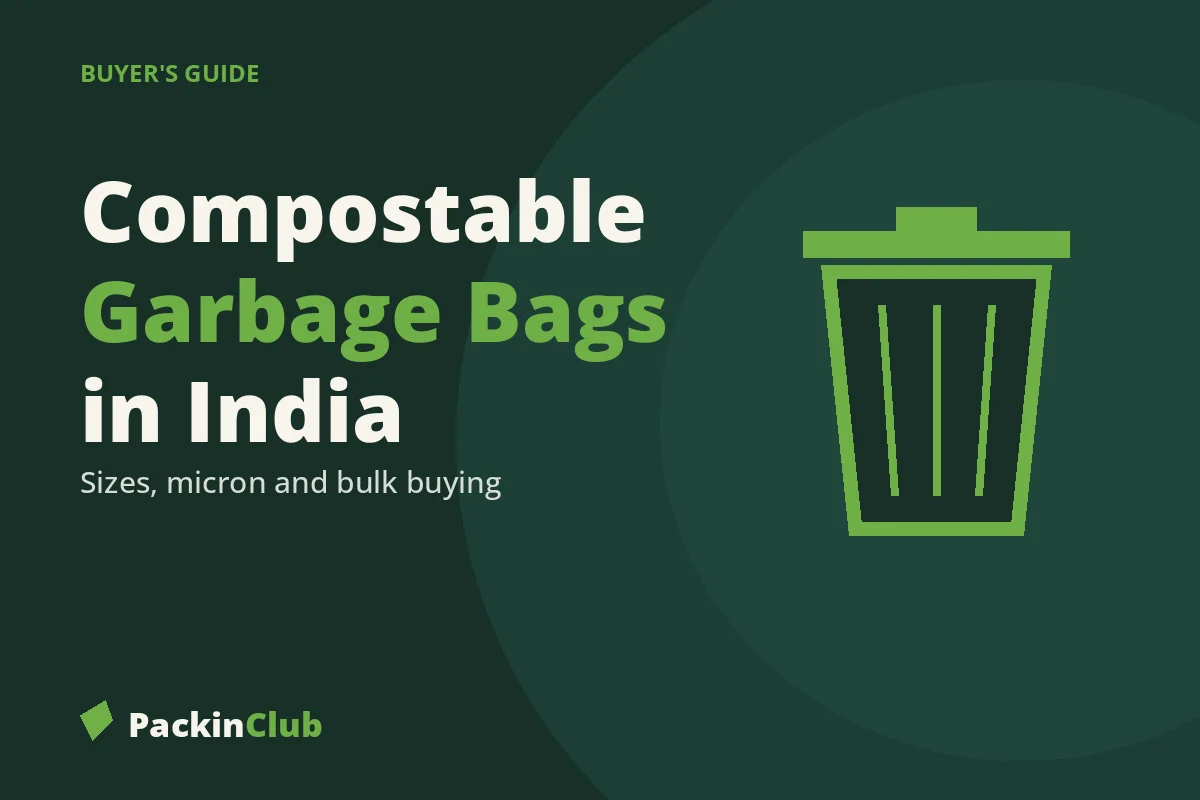 BUYER'S GUIDE
Compostable
Garbage Bags
in India
Sizes, micron and bulk buying
PackinClub